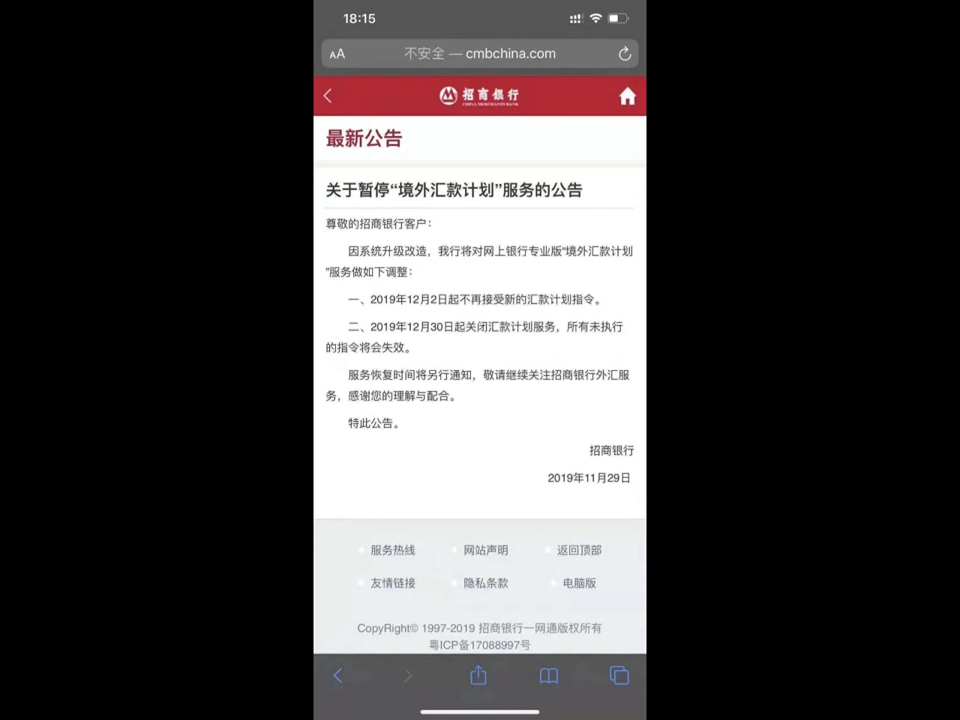 18:15
AA 不安全 — cmbchina.com
招商银行
CHINA MERCHANTS BANK
最新公告
关于暂停“境外汇款计划”服务的公告
尊敬的招商银行客户：
因系统升级改造，我行将对网上银行专业版“境外汇款计划
”服务做如下调整：
一、2019年12月2日起不再接受新的汇款计划指令。
二、2019年12月30日起关闭汇款计划服务，所有未执行
的指令将会失效。
服务恢复时间将另行通知，敬请继续关注招商银行外汇服
务，感谢您的理解与配合。
特此公告。
招商银行
2019年11月29日
服务热线 网站声明 返回顶部
友情链接 隐私条款 电脑版
CopyRight© 1997-2019 招商银行一网通版权所有
粤ICP备17088997号